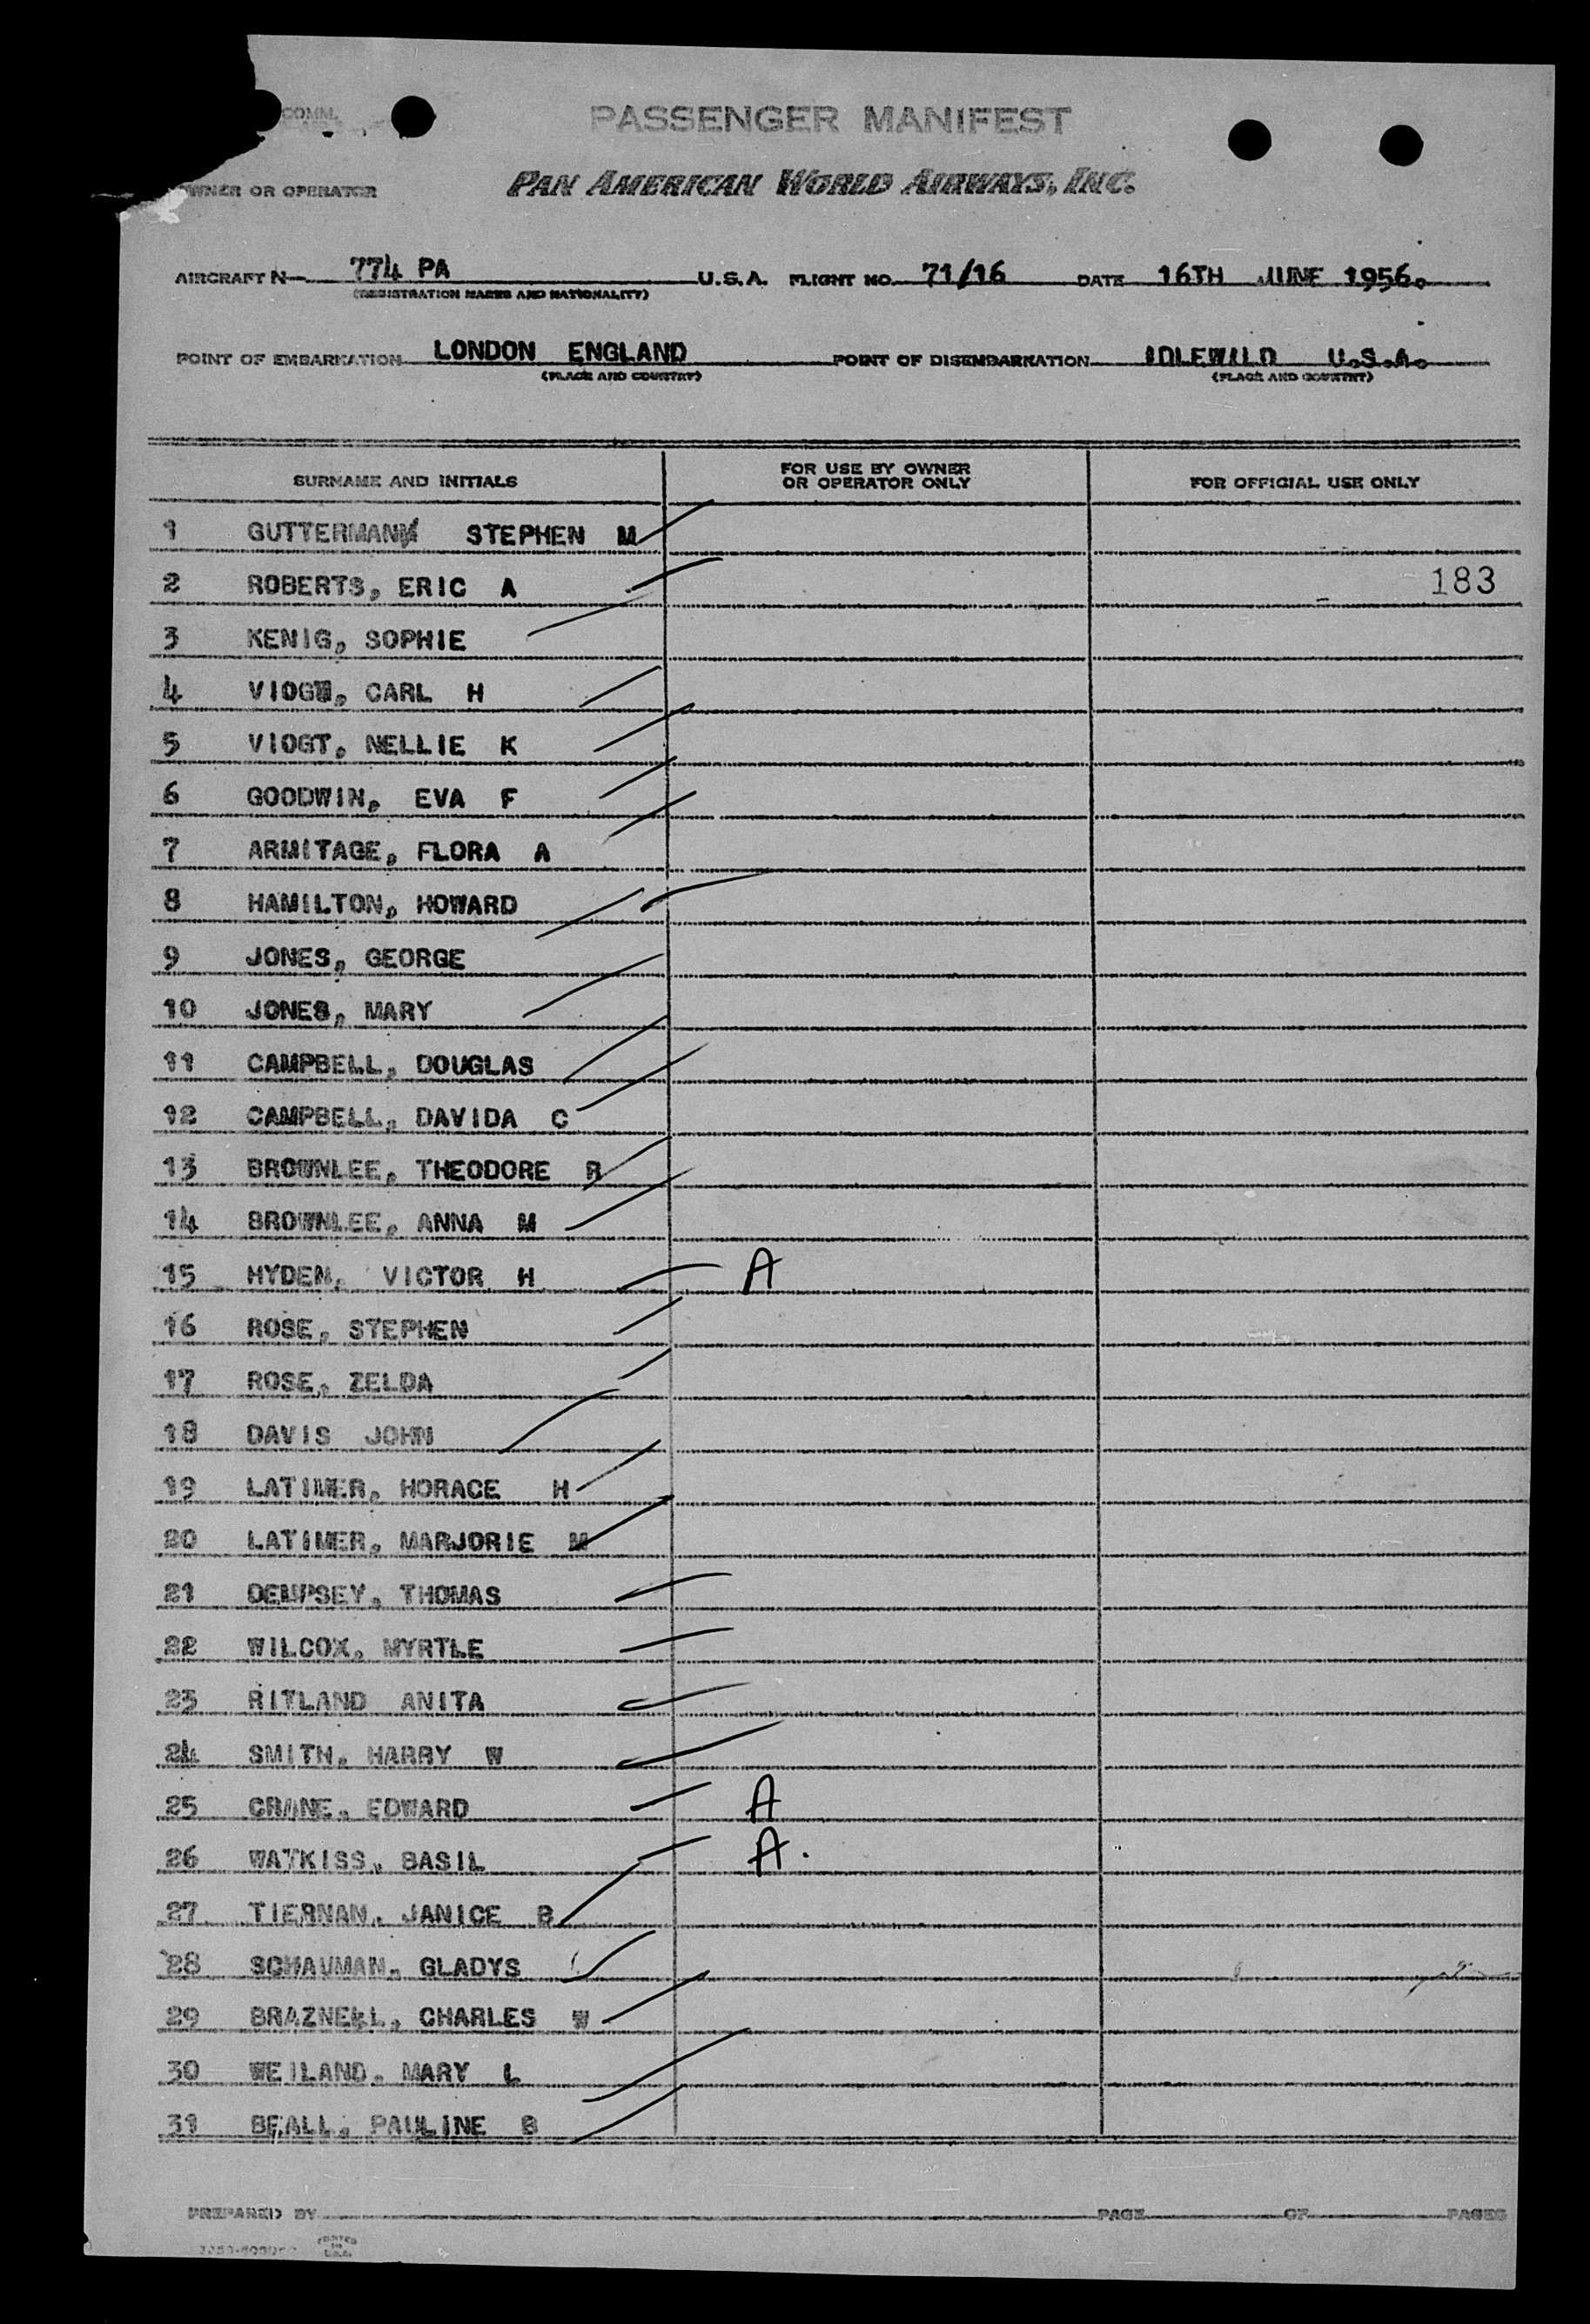 COMM.
PASSENGER MANIFEST
OWNER OR OPERATOR PAN AMERICAN WORLD AIRWAYS, INC.
AIRCRAFT N— 774 PA U.S.A. FLIGHT NO. 71/16 DATE 16TH JUNE 1956.
(REGISTRATION MARKS AND NATIONALITY)
POINT OF EMBARKATION LONDON ENGLAND POINT OF DISEMBARKATION IDLEWILD U.S.A.
(PLACE AND COUNTRY) (PLACE AND COUNTRY)
SURNAME AND INITIALS FOR USE BY OWNER OR OPERATOR ONLY FOR OFFICIAL USE ONLY
1 GUTTERMAN STEPHEN M
2 ROBERTS, ERIC A 183
3 KENIG, SOPHIE
4 VIOGT, CARL H
5 VIOGT, NELLIE K
6 GOODWIN, EVA F
7 ARMITAGE, FLORA A
8 HAMILTON, HOWARD
9 JONES, GEORGE
10 JONES, MARY
11 CAMPBELL, DOUGLAS
12 CAMPBELL, DAVIDA C
13 BROWNLEE, THEODORE R
14 BROWNLEE, ANNA M
15 HYDEN, VICTOR H A
16 ROSE, STEPHEN
17 ROSE, ZELDA
18 DAVIS JOHN
19 LATIMER, HORACE H
20 LATIMER, MARJORIE M
21 DEMPSEY, THOMAS
22 WILCOX, MYRTLE
23 RITLAND ANITA
24 SMITH, HARRY W
25 CRANE, EDWARD A
26 WATKISS, BASIL A.
27 TIERNAN, JANICE B
28 SCHAUMAN, GLADYS
29 BRAZNELL, CHARLES W
30 WEILAND, MARY L
31 BEALL, PAULINE B
PREPARED BY PAGE OF PAGES
PRINTED IN U.S.A.